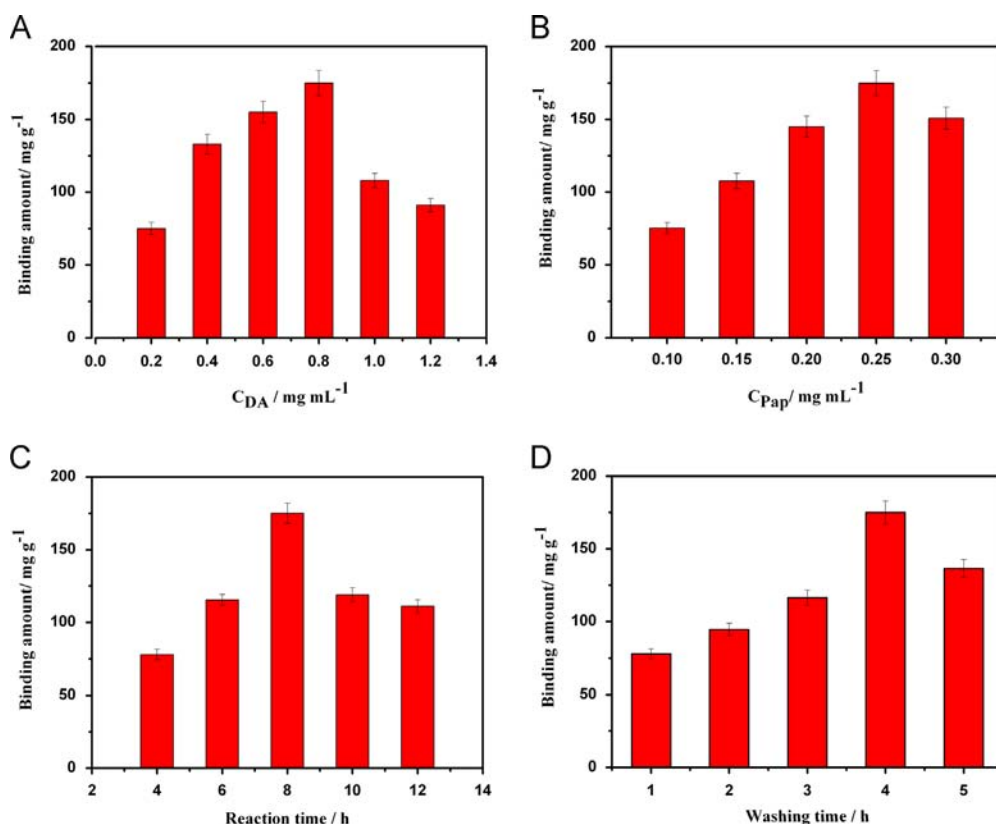 A
200
150
100
50
0
Binding amount/ mg g-1
0.0 0.2 0.4 0.6 0.8 1.0 1.2 1.4
CDA / mg mL-1
B
200
150
100
50
0
Binding amount/ mg g-1
0.10 0.15 0.20 0.25 0.30
CPap/ mg mL-1
C
200
150
100
50
0
Binding amount/ mg g-1
2 4 6 8 10 12 14
Reaction time / h
D
200
150
100
50
0
Binding amount/ mg g-1
1 2 3 4 5
Washing time / h